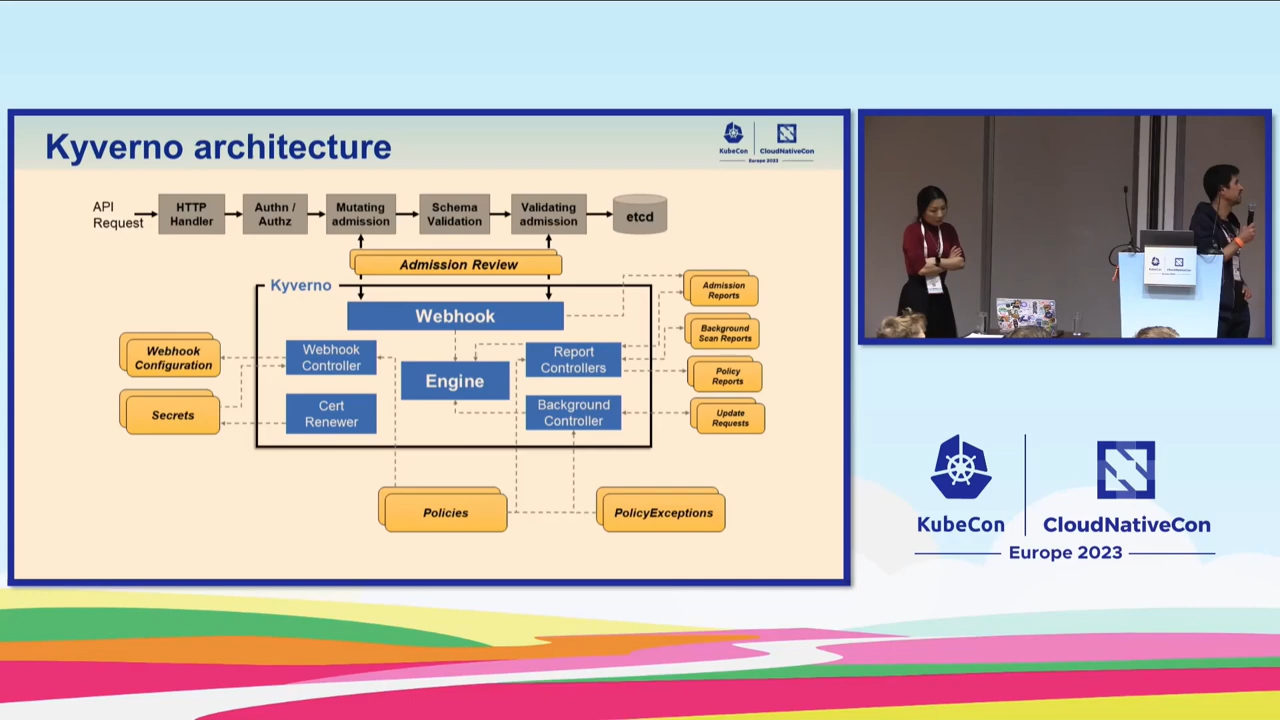 Kyverno architecture
KubeCon
CloudNativeCon
Europe 2023
API
Request
HTTP
Handler
Authn /
Authz
Mutating
admission
Schema
Validation
Validating
admission
etcd
Admission Review
Kyverno
Webhook
Webhook
Controller
Cert
Renewer
Engine
Report
Controllers
Background
Controller
Webhook
Configuration
Secrets
Admission
Reports
Background
Scan Reports
Policy
Reports
Update
Requests
Policies
PolicyExceptions
KubeCon
CloudNativeCon
Europe 2023